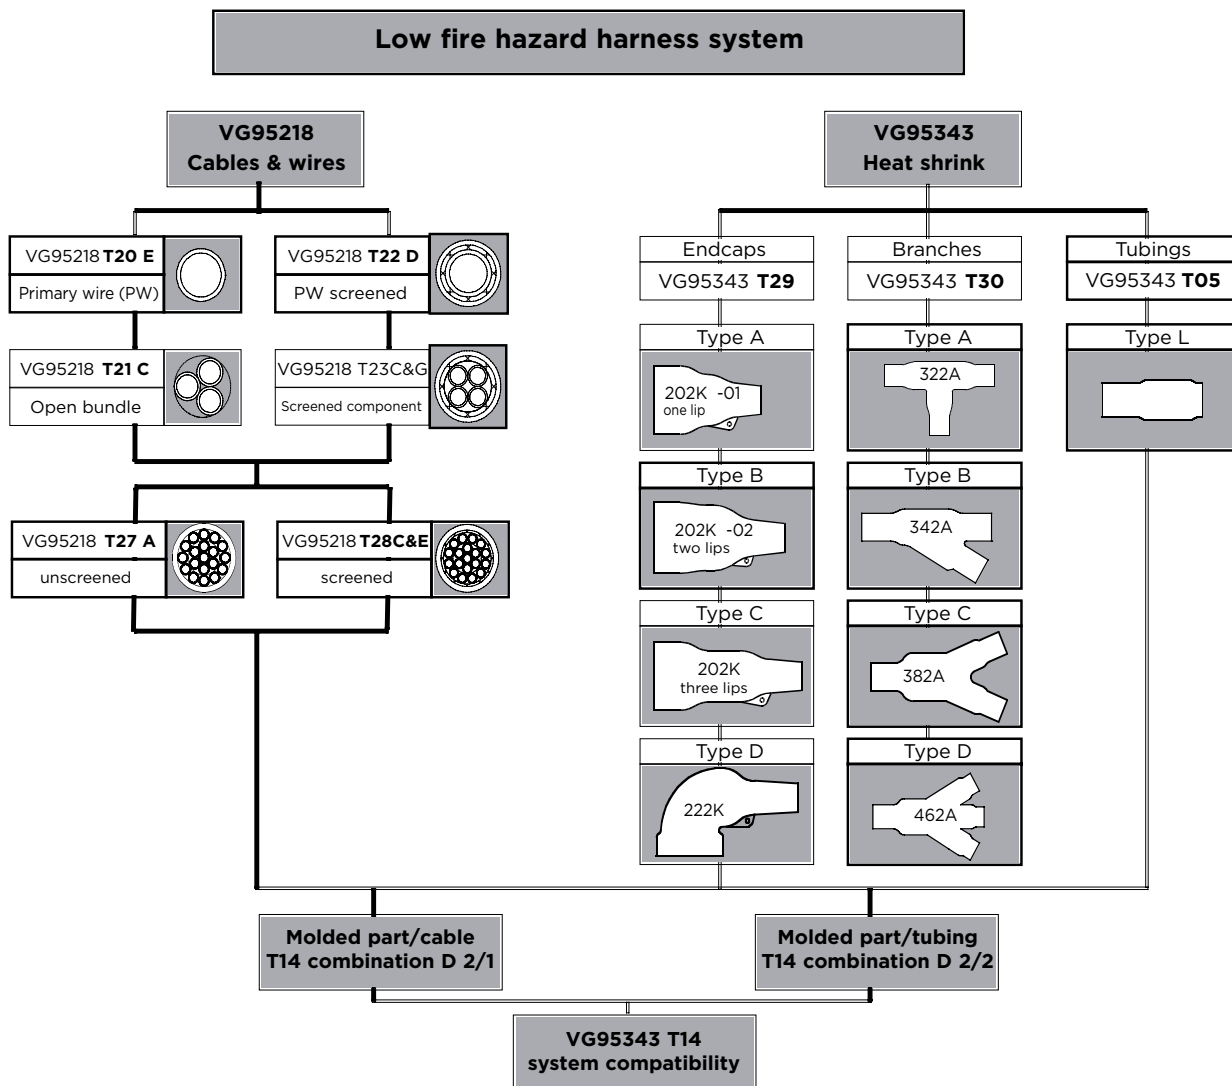 Low fire hazard harness system
VG95218
Cables & wires
VG95218 T20 E
Primary wire (PW)
VG95218 T22 D
PW screened
VG95218 T21 C
Open bundle
VG95218 T23C&G
Screened component
VG95218 T27 A
unscreened
VG95218 T28C&E
screened
VG95343
Heat shrink
Endcaps
VG95343 T29
Type A
202K -01
one lip
Type B
202K -02
two lips
Type C
202K
three lips
Type D
222K
Branches
VG95343 T30
Type A
322A
Type B
342A
Type C
382A
Type D
462A
Tubings
VG95343 T05
Type L
Molded part/cable
T14 combination D 2/1
Molded part/tubing
T14 combination D 2/2
VG95343 T14
system compatibility